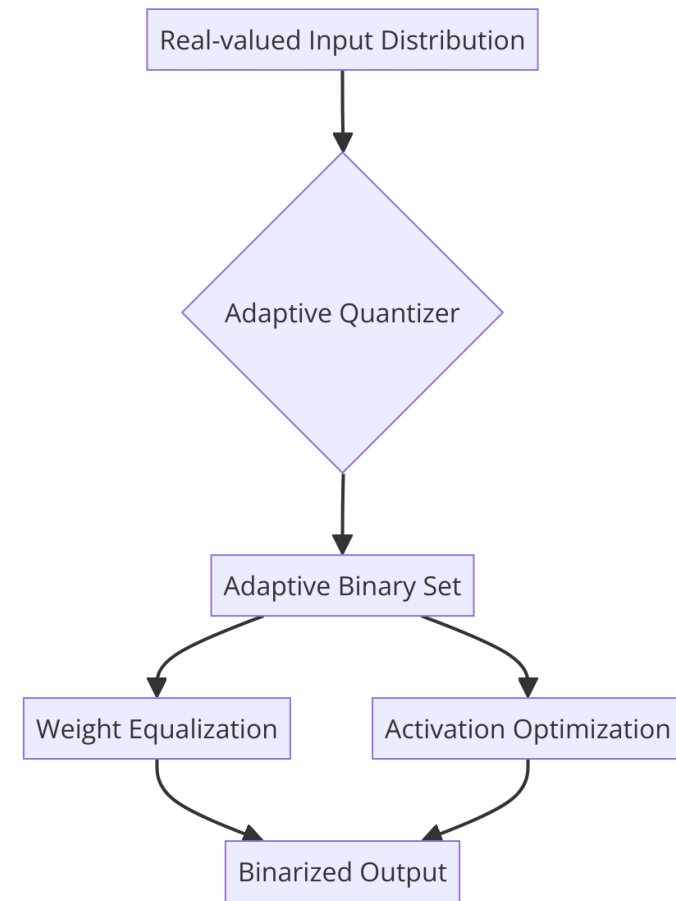 Real-valued Input Distribution
Adaptive Quantizer
Adaptive Binary Set
Weight Equalization
Activation Optimization
Binarized Output